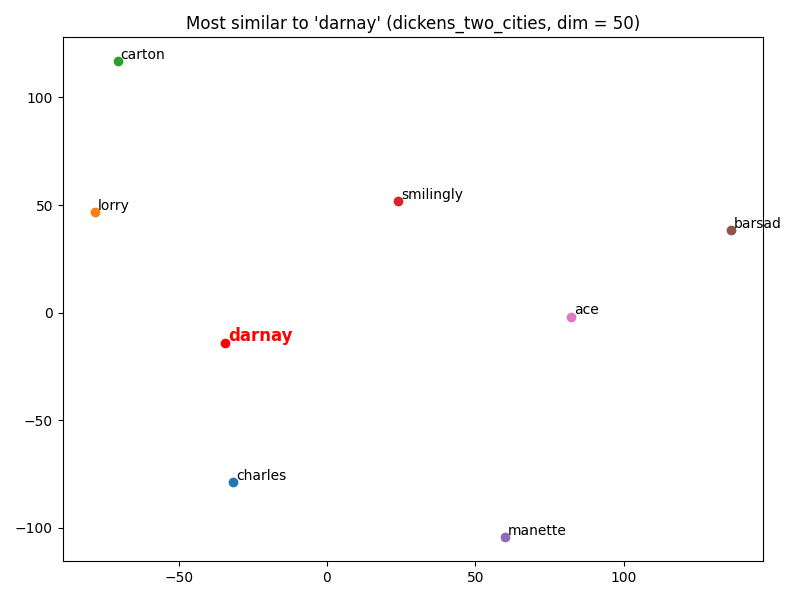 Most similar to 'darnay' (dickens_two_cities, dim = 50)
carton
100
smilingly
50
lorry
barsad
ace
0
darnay
−50
charles
manette
−100
−50 0 50 100